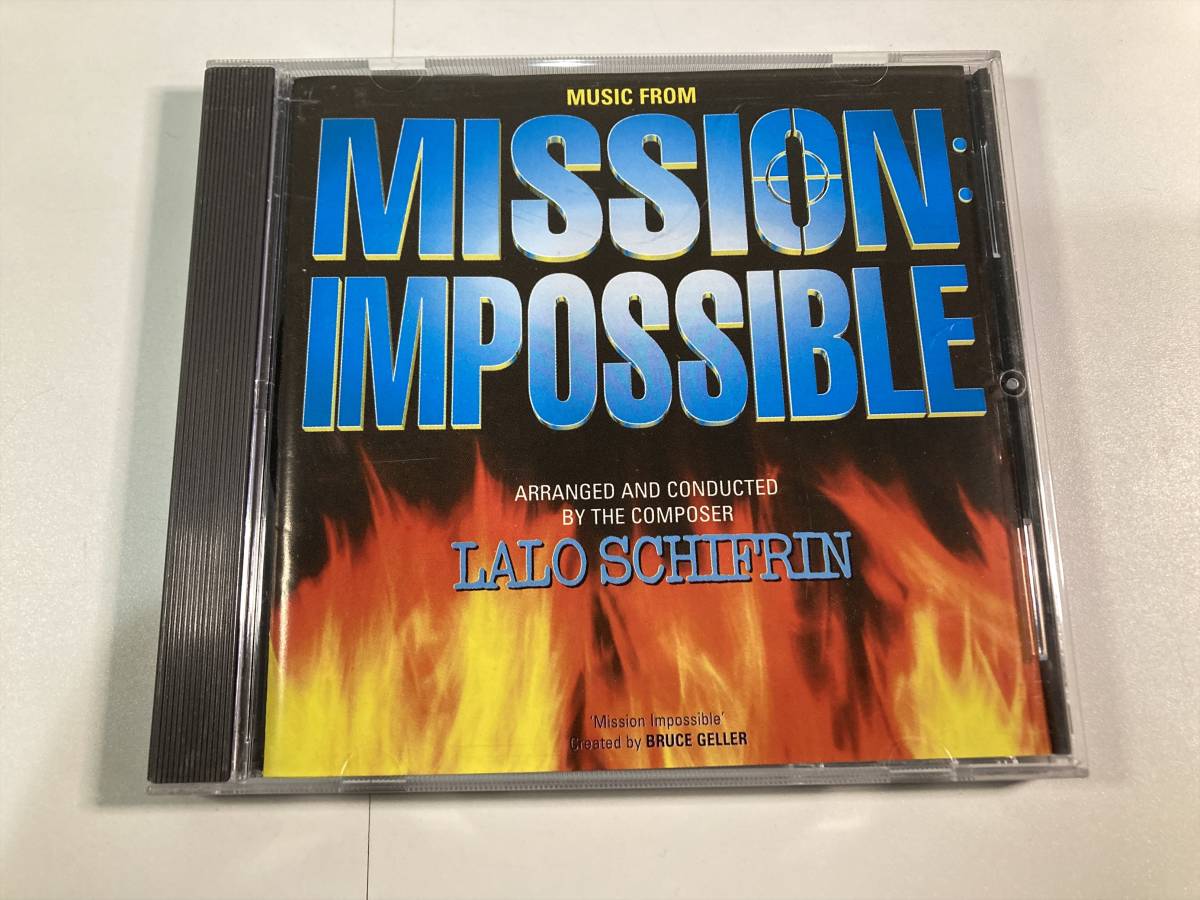 MUSIC FROM
MISSION:
IMPOSSIBLE
ARRANGED AND CONDUCTED
BY THE COMPOSER
LALO SCHIFRIN
'Mission Impossible'
Created by BRUCE GELLER